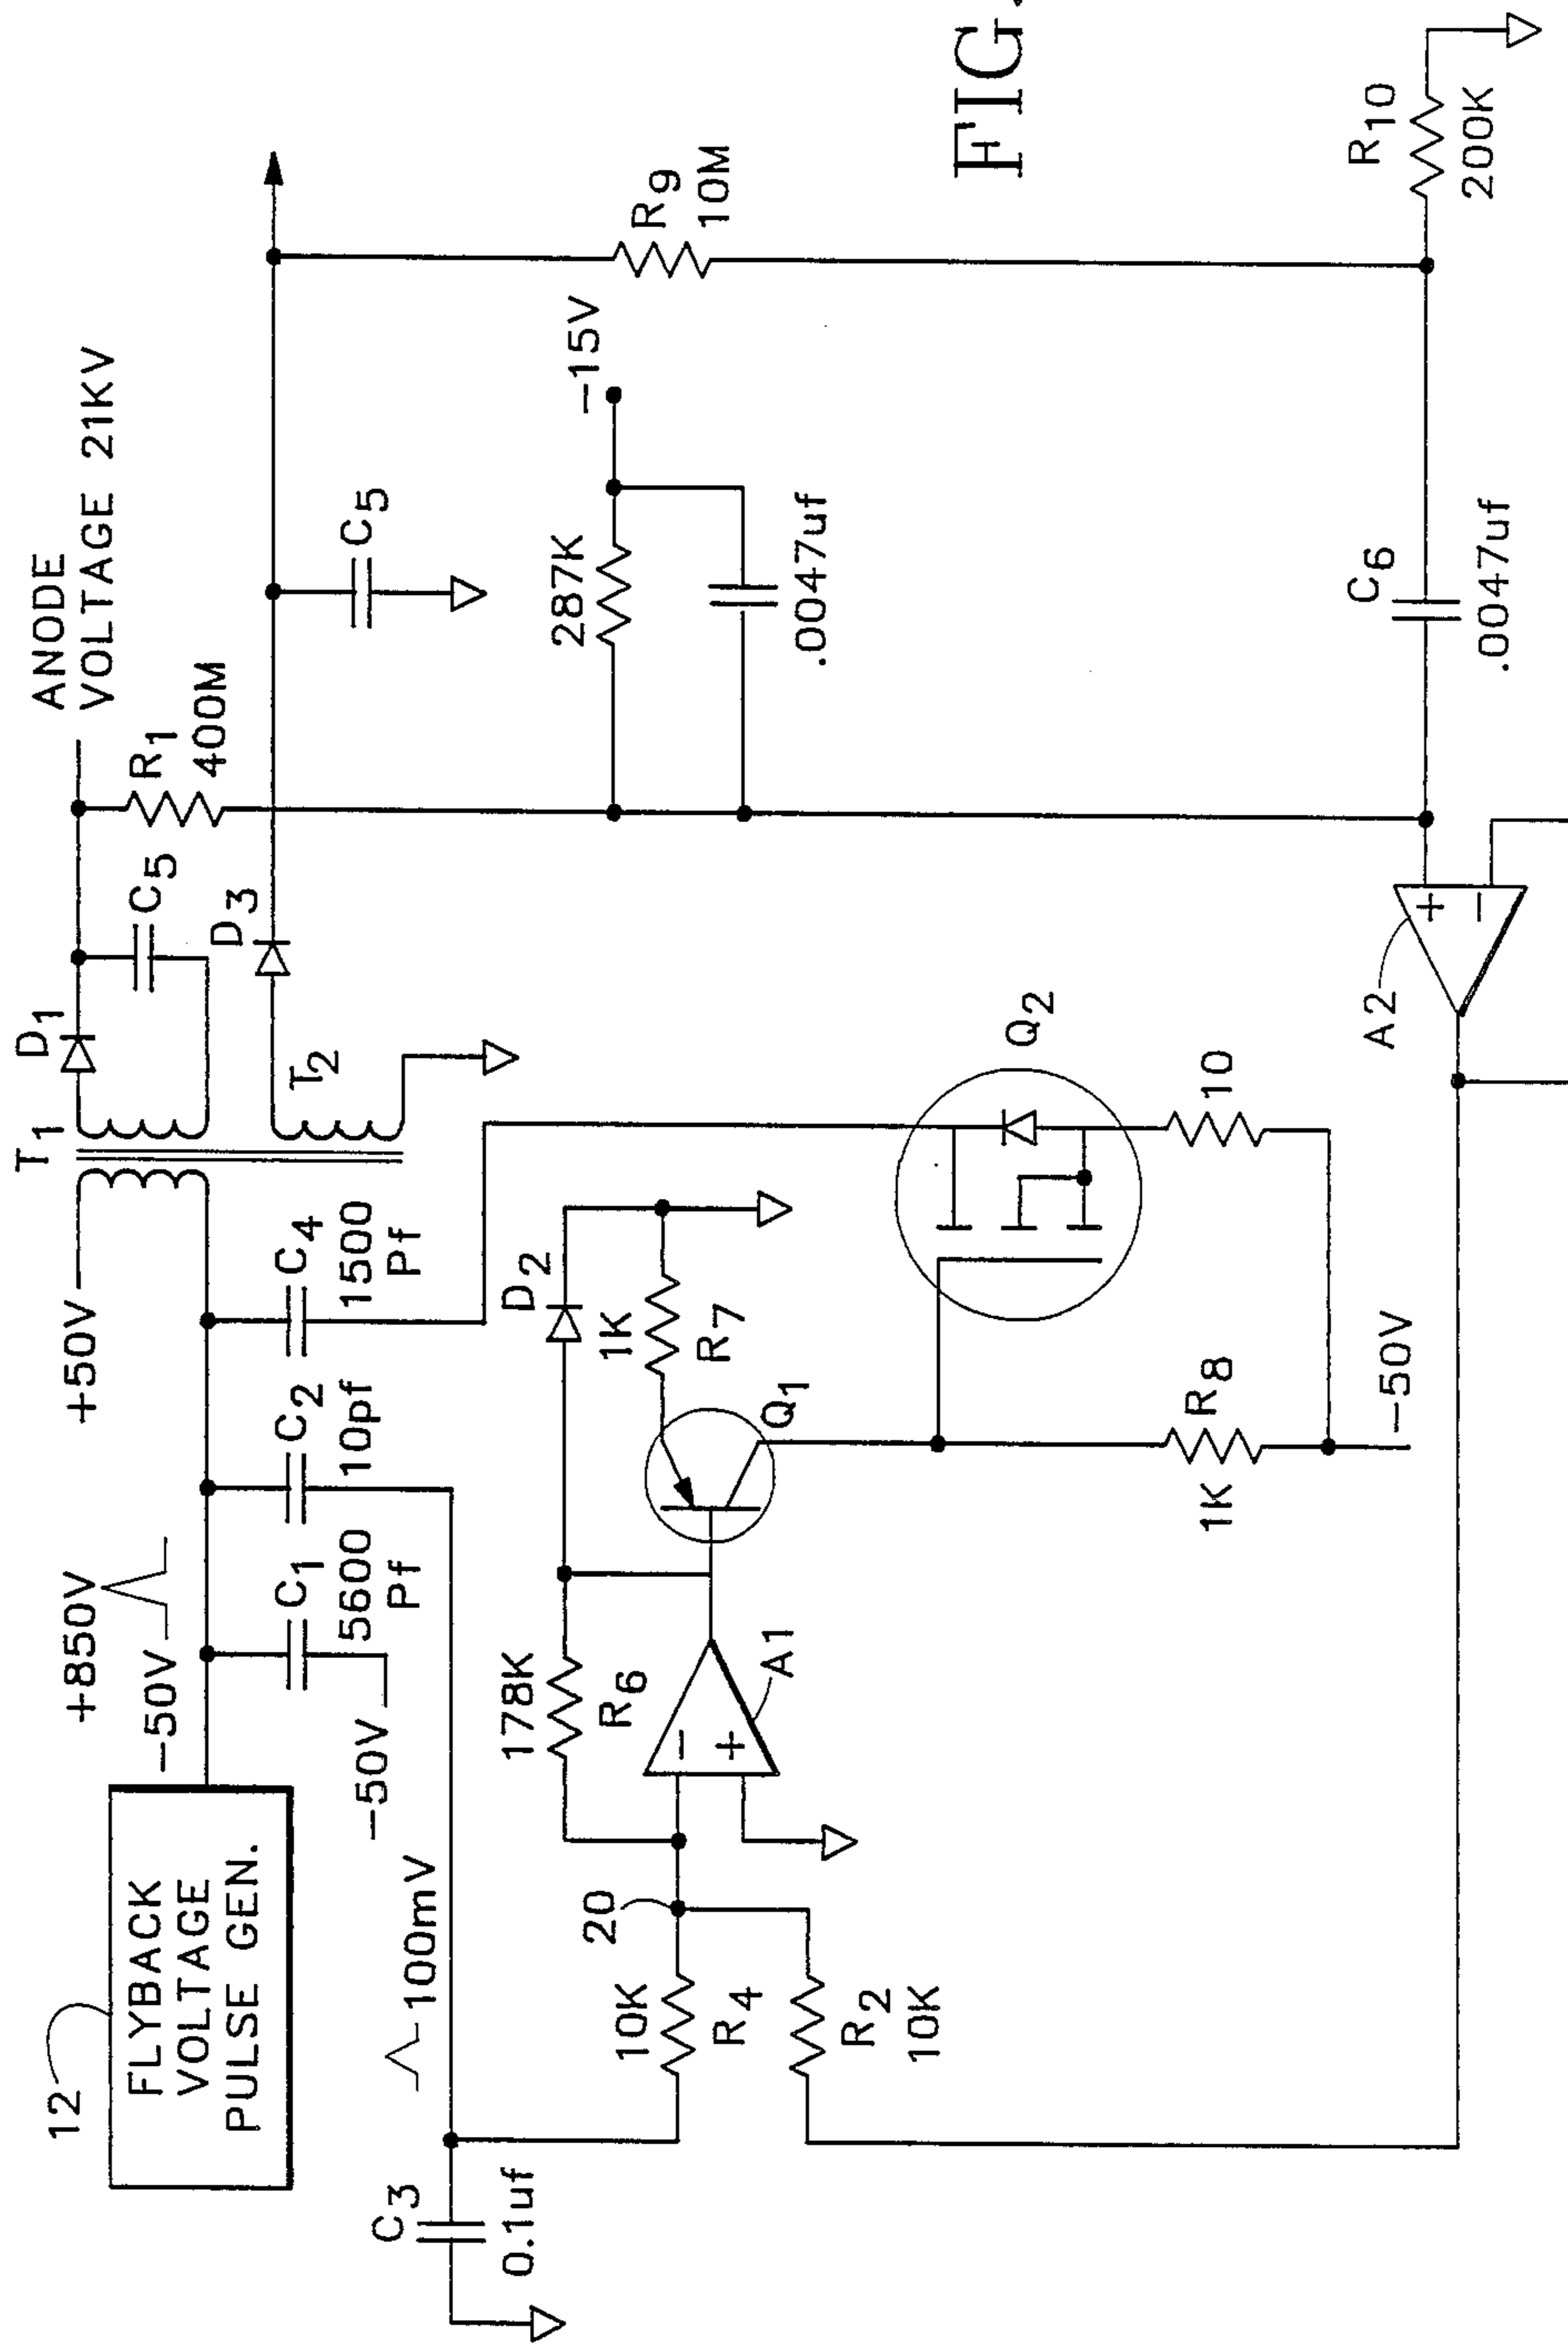 12
FLYBACK
VOLTAGE
PULSE GEN.
+850V
-50V
+50V
T1
D1
ANODE
VOLTAGE 21KV
C5
R1
400M
C1
5600
Pf
-50V
C2
10pf
C4
1500
Pf
T2
D3
C5
100mV
C3
0.1uf
20
10K
R4
R2
10K
178K
R6
A1
D2
1K
R7
Q1
Q2
1K
R8
10
-50V
287K
-15V
.0047uf
R9
10M
A2
C6
.0047uf
R10
200K
-
+
+
-
FIG.